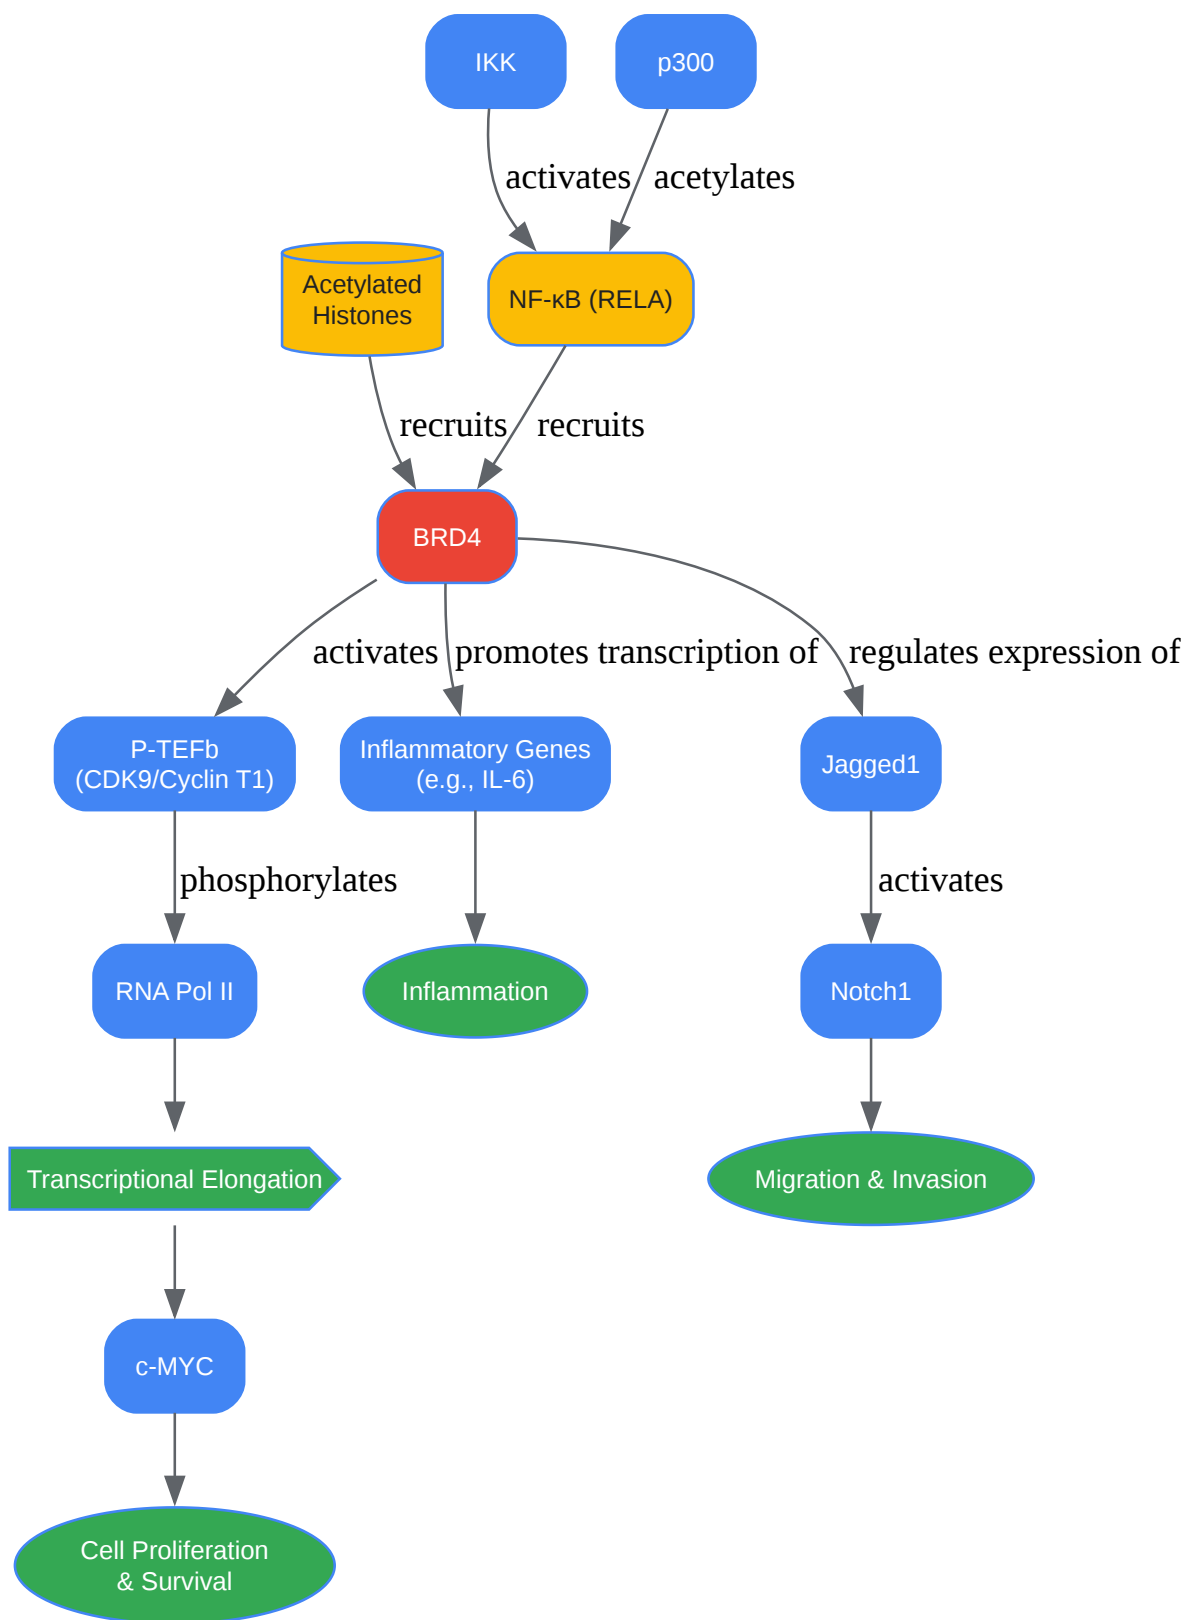 IKK
p300
activates
acetylates
Acetylated
Histones
NF-κB (RELA)
recruits
recruits
BRD4
activates
promotes transcription of
regulates expression of
P-TEFb
(CDK9/Cyclin T1)
Inflammatory Genes
(e.g., IL-6)
Jagged1
phosphorylates
activates
RNA Pol II
Inflammation
Notch1
Transcriptional Elongation
Migration & Invasion
c-MYC
Cell Proliferation
& Survival